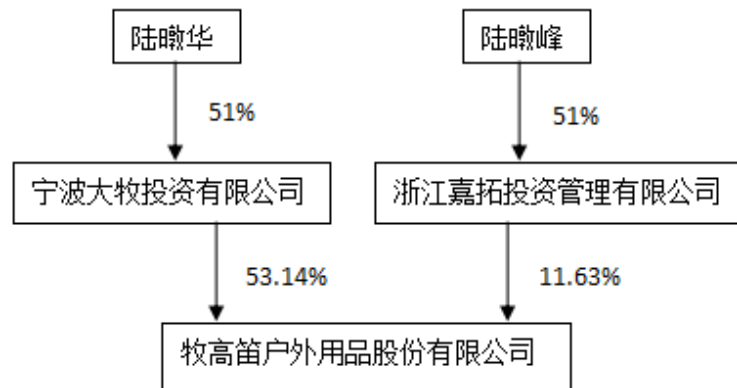 陆暾华
陆暾峰
51%
51%
宁波大牧投资有限公司
浙江嘉拓投资管理有限公司
53.14%
11.63%
牧高笛户外用品股份有限公司